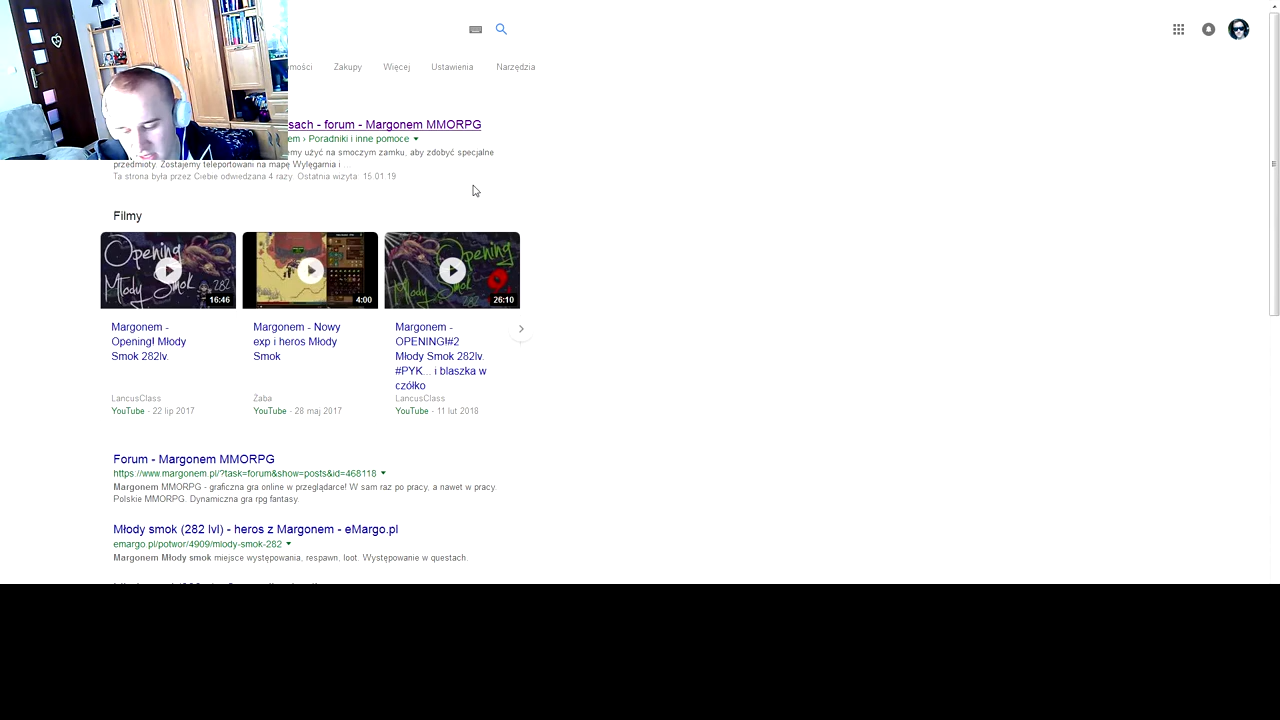 mości Zakupy Więcej Ustawienia Narzędzia
sach - forum - Margonem MMORPG
em › Poradniki i inne pomoce
emy użyć na smoczym zamku, aby zdobyć specjalne
przedmioty. Zostajemy teleportowani na mapę Wylęgarnia i ...
Ta strona była przez Ciebie odwiedzana 4 razy. Ostatnia wizyta: 15.01.19
Filmy
Opening
Młody Smok 282
16:46
4:00
Opening
Młody Smok
282
26:10
Margonem -
Opening! Młody
Smok 282lv.
LancusClass
YouTube - 22 lip 2017
Margonem - Nowy
exp i heros Młody
Smok
Żaba
YouTube - 28 maj 2017
Margonem -
OPENING!#2
Młody Smok 282lv.
#PYK... i blaszka w
czółko
LancusClass
YouTube - 11 lut 2018
Forum - Margonem MMORPG
https://www.margonem.pl/?task=forum&show=posts&id=468118
Margonem MMORPG - graficzna gra online w przeglądarce! W sam raz po pracy, a nawet w pracy.
Polskie MMORPG. Dynamiczna gra rpg fantasy.
Młody smok (282 lvl) - heros z Margonem - eMargo.pl
emargo.pl/potwor/4909/mlody-smok-282
Margonem Młody smok miejsce występowania, respawn, loot. Występowanie w questach.